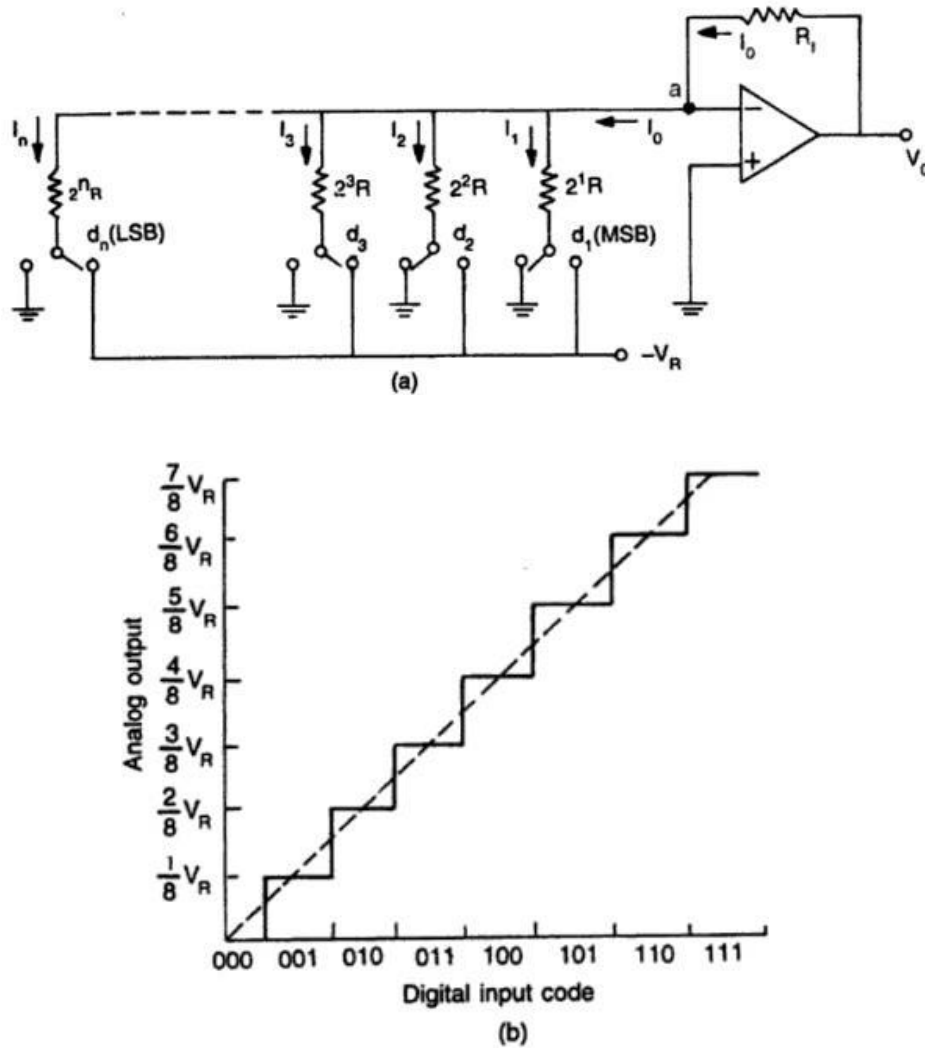 I₀ R_f
a
−
Iₙ I₃ I₂ I₁ I₀
+
V₀
2ⁿR 2³R 2²R 2¹R
dₙ(LSB) d₃ d₂ d₁(MSB)
−V_R
(a)
7/8 V_R
6/8 V_R
5/8 V_R
4/8 V_R
3/8 V_R
2/8 V_R
1/8 V_R
Analog output
000 001 010 011 100 101 110 111
Digital input code
(b)